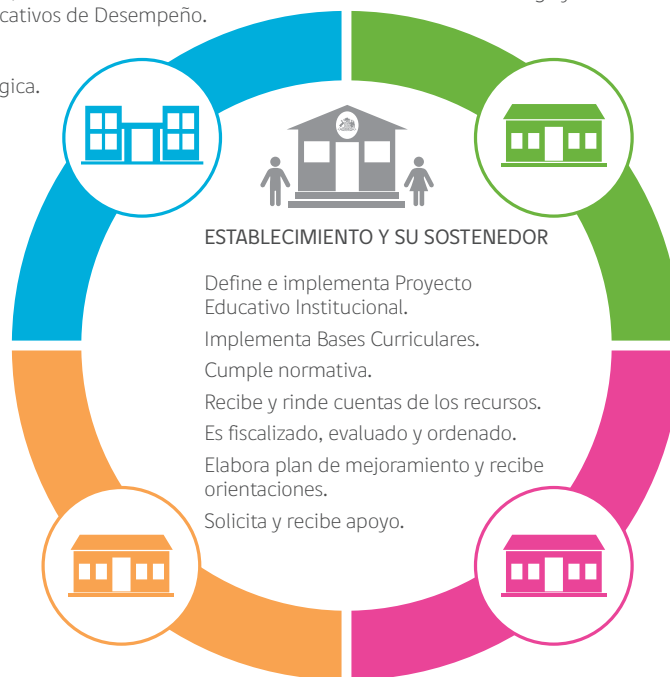 icativos de Desempeño.
gica.
ESTABLECIMIENTO Y SU SOSTENEDOR
Define e implementa Proyecto
Educativo Institucional.
Implementa Bases Curriculares.
Cumple normativa.
Recibe y rinde cuentas de los recursos.
Es fiscalizado, evaluado y ordenado.
Elabora plan de mejoramiento y recibe
orientaciones.
Solicita y recibe apoyo.